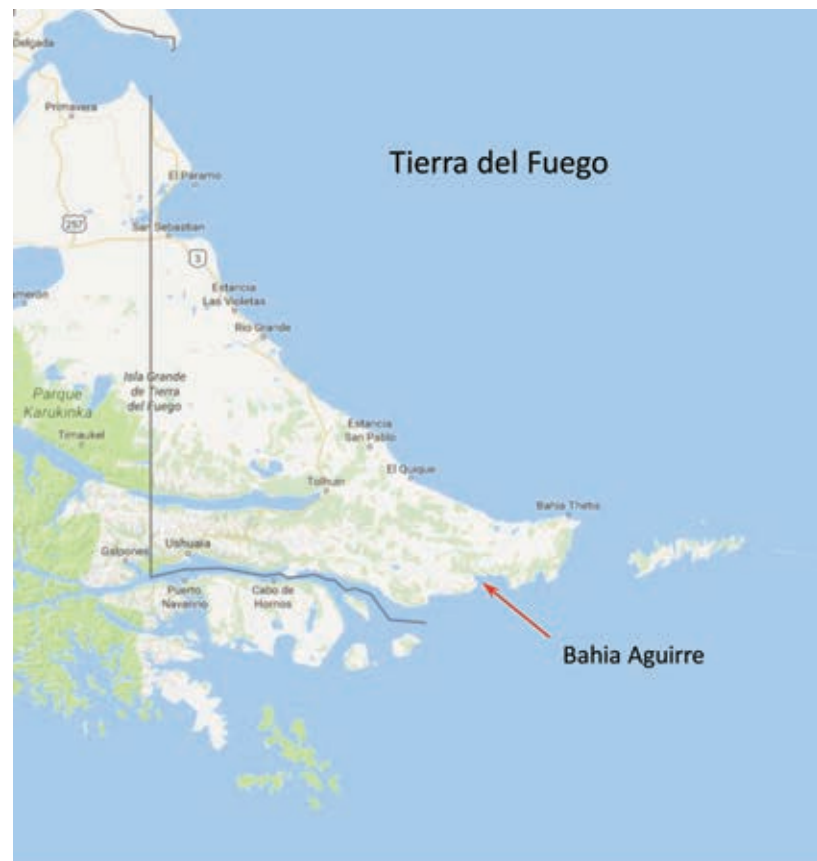 Delgada
Primavera
Tierra del Fuego
El Paramo
257
San Sebastian
3
Estancia
Las Violetas
merón
Rio Grande
Isla Grande
de Tierra
del Fuego
Parque
Karukinka
Timaukel
Estancia
San Pablo
El Quique
Tolhuin
Bahia Thetis
Ushuaia
Galpones
Puerto
Navarino
Cabo de
Hornos
Bahia Aguirre